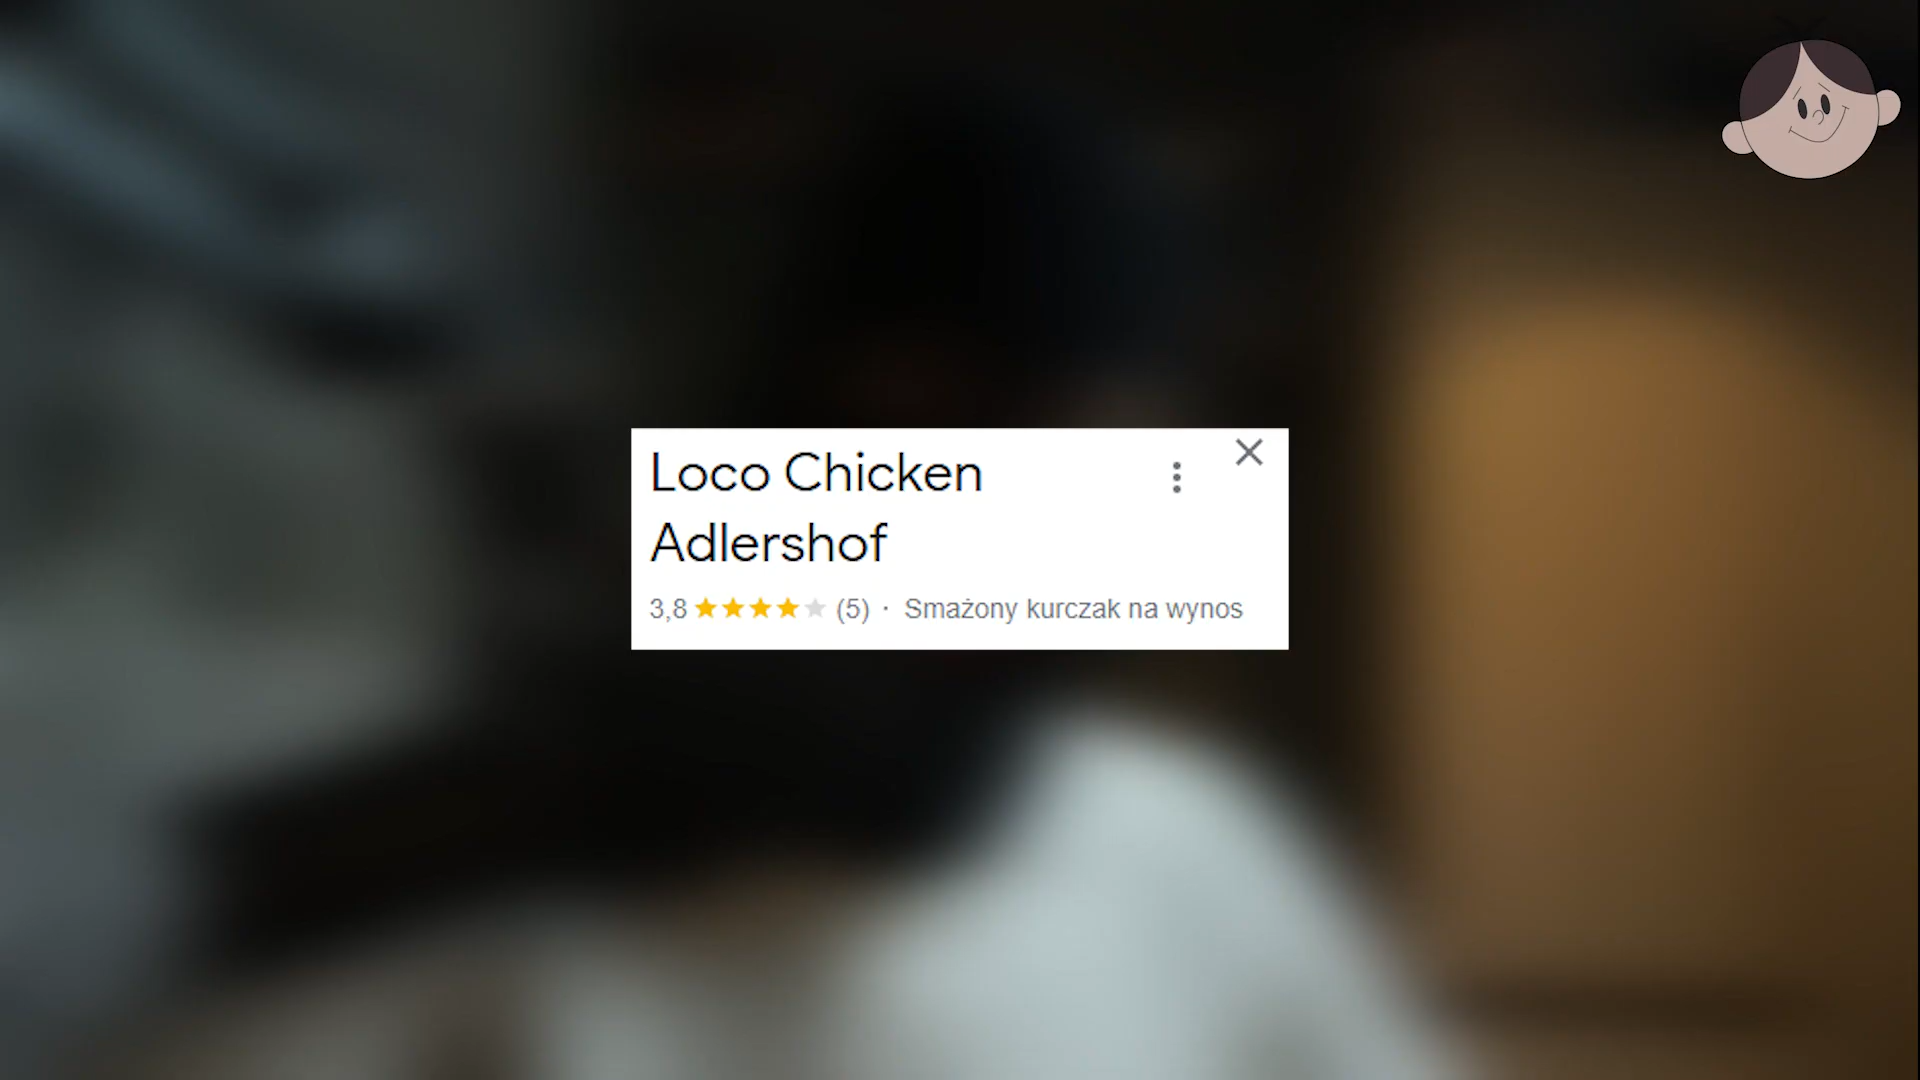 Loco Chicken
Adlershof
3,8 (5) · Smażony kurczak na wynos